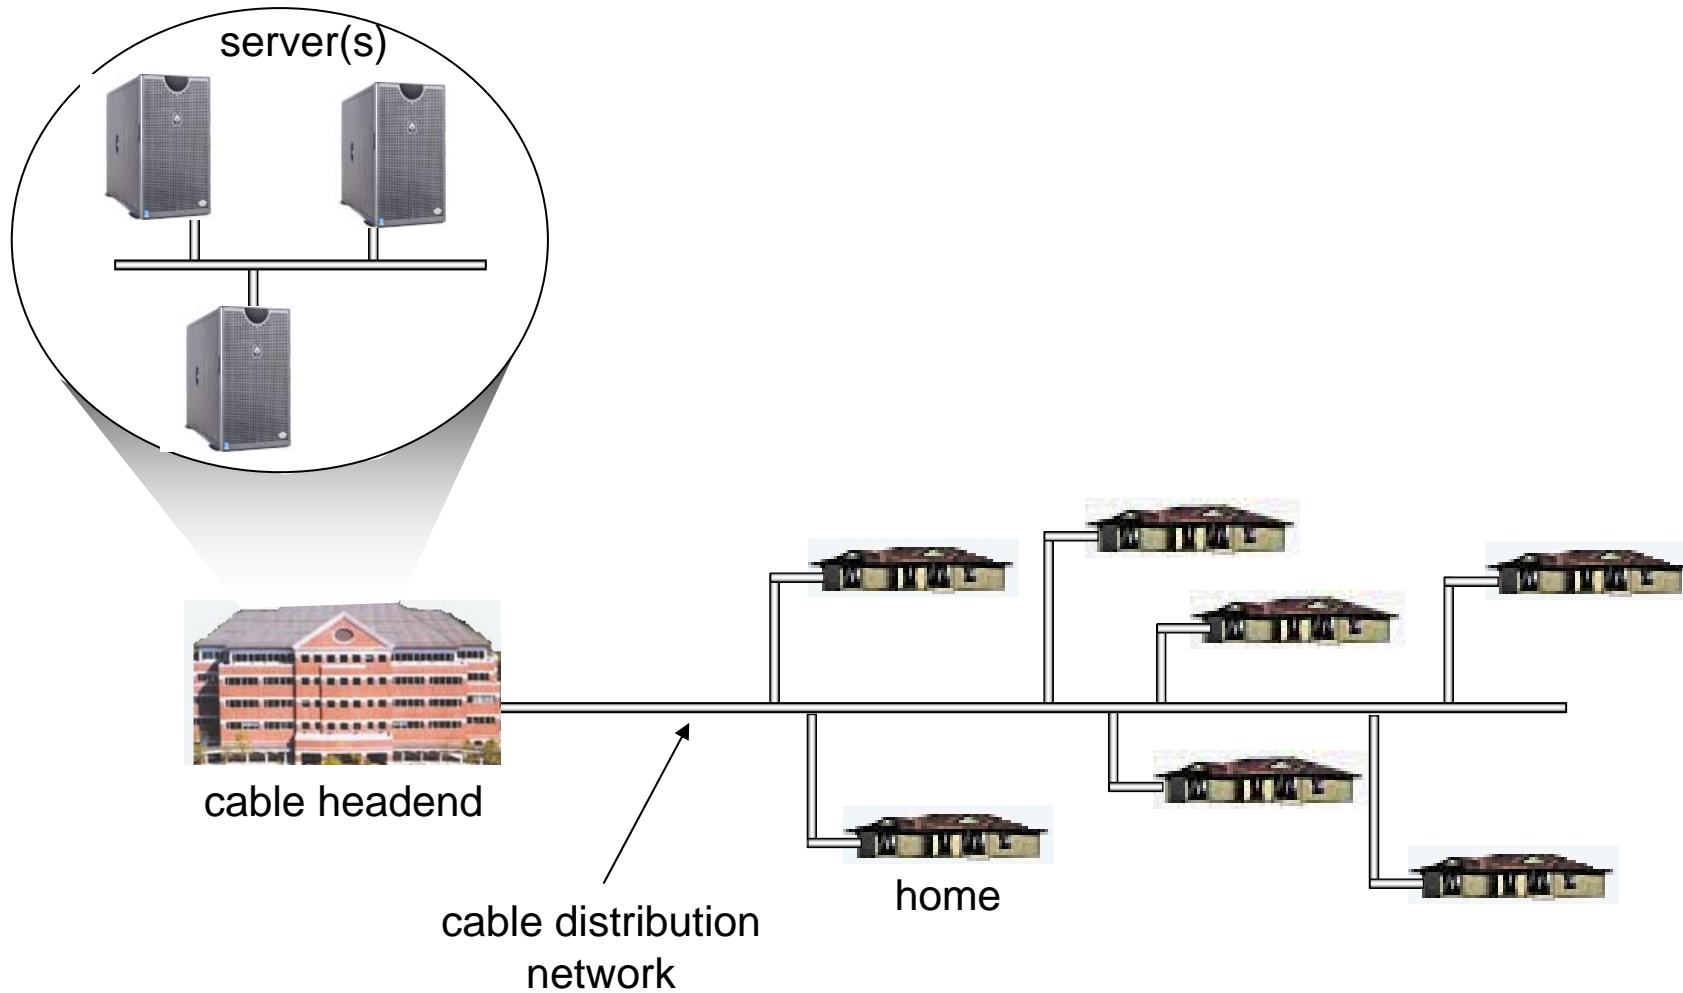 server(s)
cable headend
home
cable distribution
network